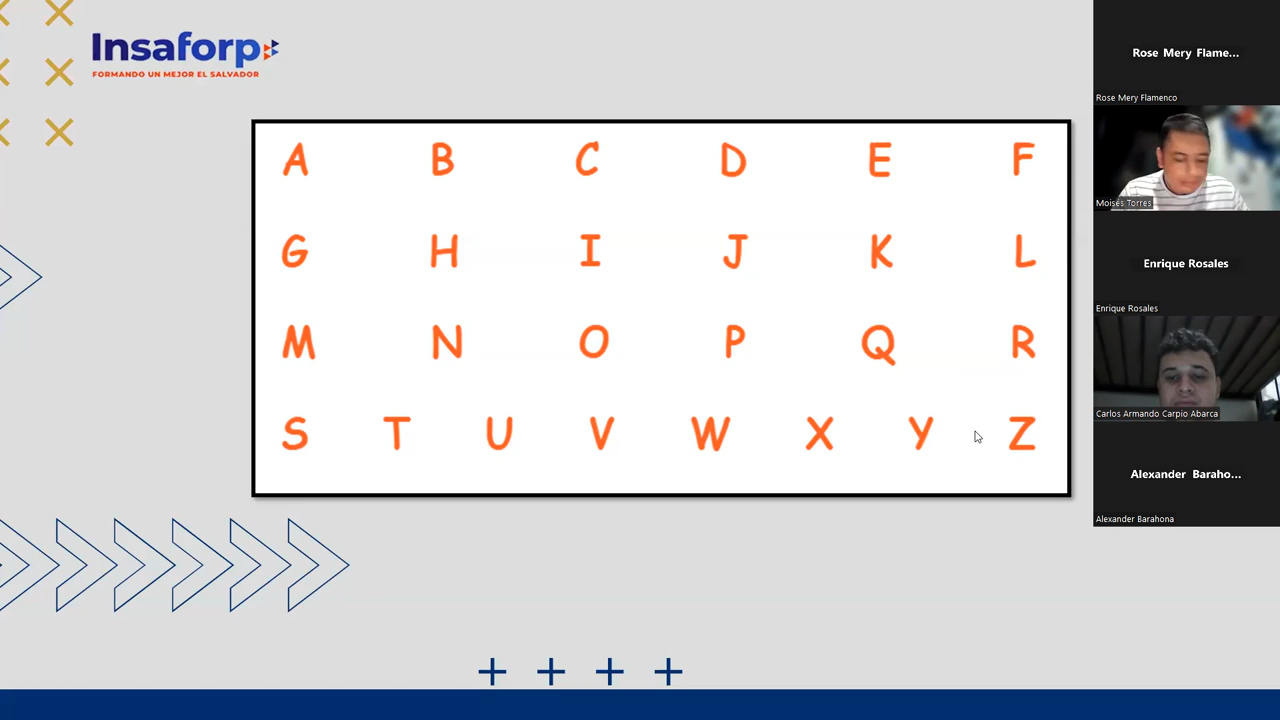 Insaforp
FORMANDO UN MEJOR EL SALVADOR
A B C D E F
G H I J K L
M N O P Q R
S T U V W X Y Z
Rose Mery Flame...
Rose Mery Flamenco
Moisés Torres
Enrique Rosales
Enrique Rosales
Carlos Armando Carpio Abarca
Alexander Baraho...
Alexander Barahona